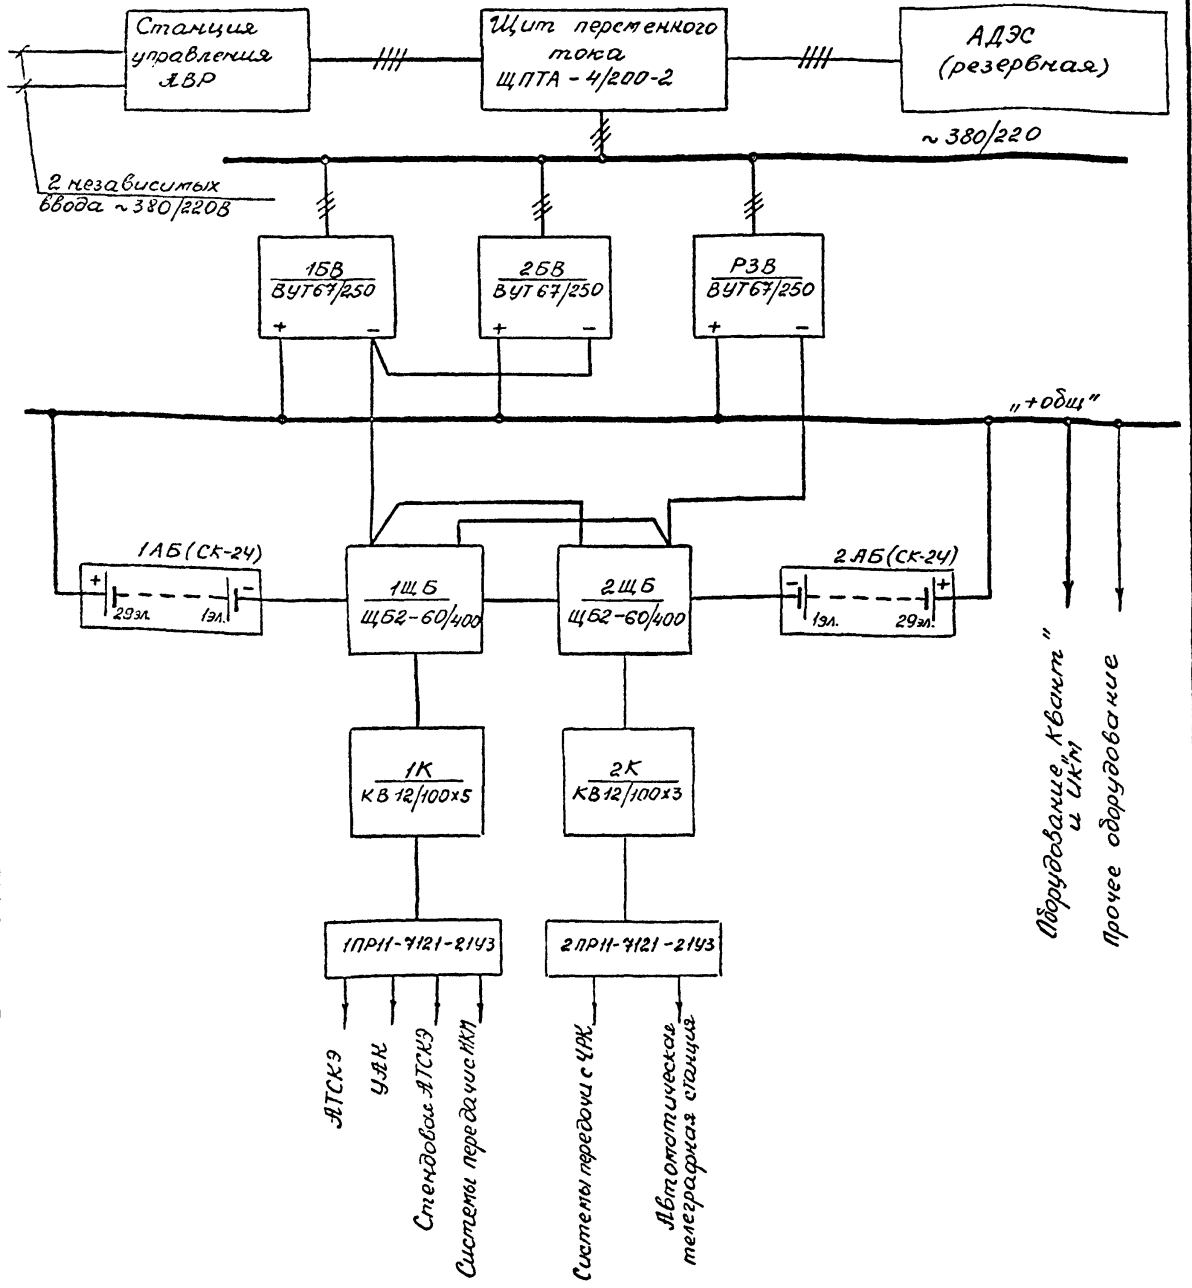 Станция
управления
АВР
Щит переменного
тока
ЩПТА-4/200-2
АДЭС
(резервная)
~380/220
2 независимых
ввода ~380/220В
1БВ
ВУТ67/250
+ −
2БВ
ВУТ67/250
+ −
РЗВ
ВУТ67/250
+ −
„+общ”
1АБ(СК-24)
+ −
29эл. 1эл.
1ЩБ
ЩБ2-60/400
2ЩБ
ЩБ2-60/400
2АБ(СК-24)
− +
1эл. 29эл.
1К
КВ12/100х5
2К
КВ12/100х3
1ПР11-7121-21УЗ
2ПР11-7121-21УЗ
АТСКЭ
УАК
Стендовая АТСКЭ
Системы передачи с ИКМ
Системы передачи с ЧРК
Автоматическая
телеграфная станция
Оборудование „Квант”
и ИКМ
Прочее оборудование